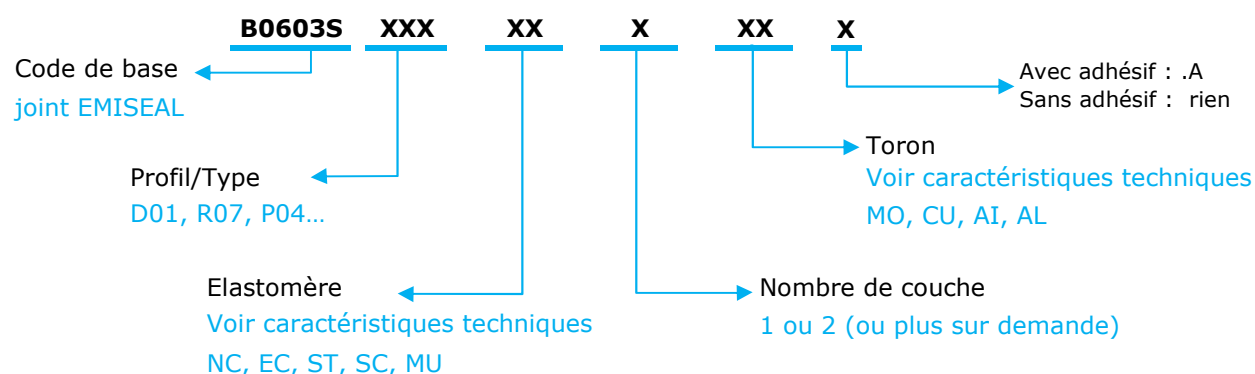 B0603S XXX XX X XX X
Code de base
joint EMISEAL
Avec adhésif : .A
Sans adhésif : rien
Toron
Voir caractéristiques techniques
MO, CU, AI, AL
Profil/Type
D01, R07, P04…
Elastomère
Voir caractéristiques techniques
NC, EC, ST, SC, MU
Nombre de couche
1 ou 2 (ou plus sur demande)